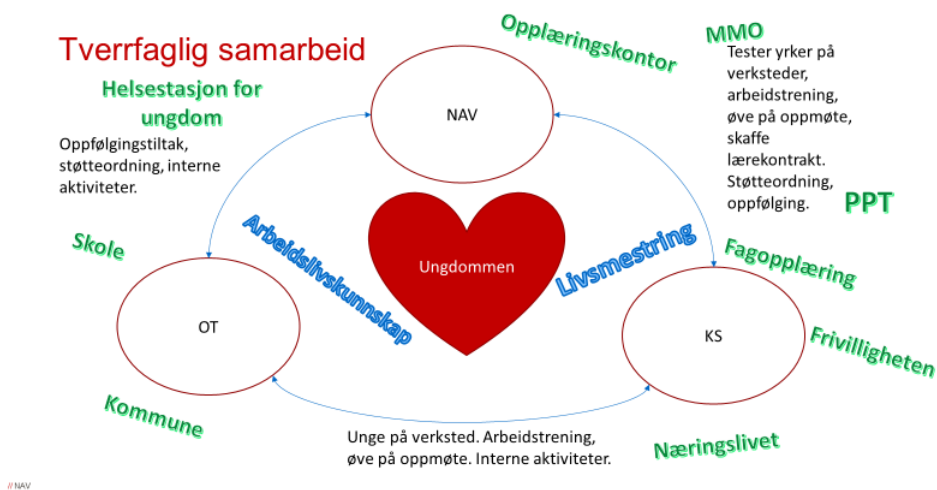 Tverrfaglig samarbeid
Opplæringskontor
MMO
Tester yrker på
verksteder,
arbeidstrening,
øve på oppmøte,
skaffe
lærekontrakt.
Støtteordning,
oppfølging.
Helsestasjon for
ungdom
Oppfølgingstiltak,
støtteordning, interne
aktiviteter.
NAV
PPT
Skole
Arbeidslivskunnskap
Ungdommen
Livsmestring
Fagopplæring
OT
KS
Frivilligheten
Kommune
Unge på verksted. Arbeidstrening,
øve på oppmøte. Interne aktiviteter.
Næringslivet
// NAV